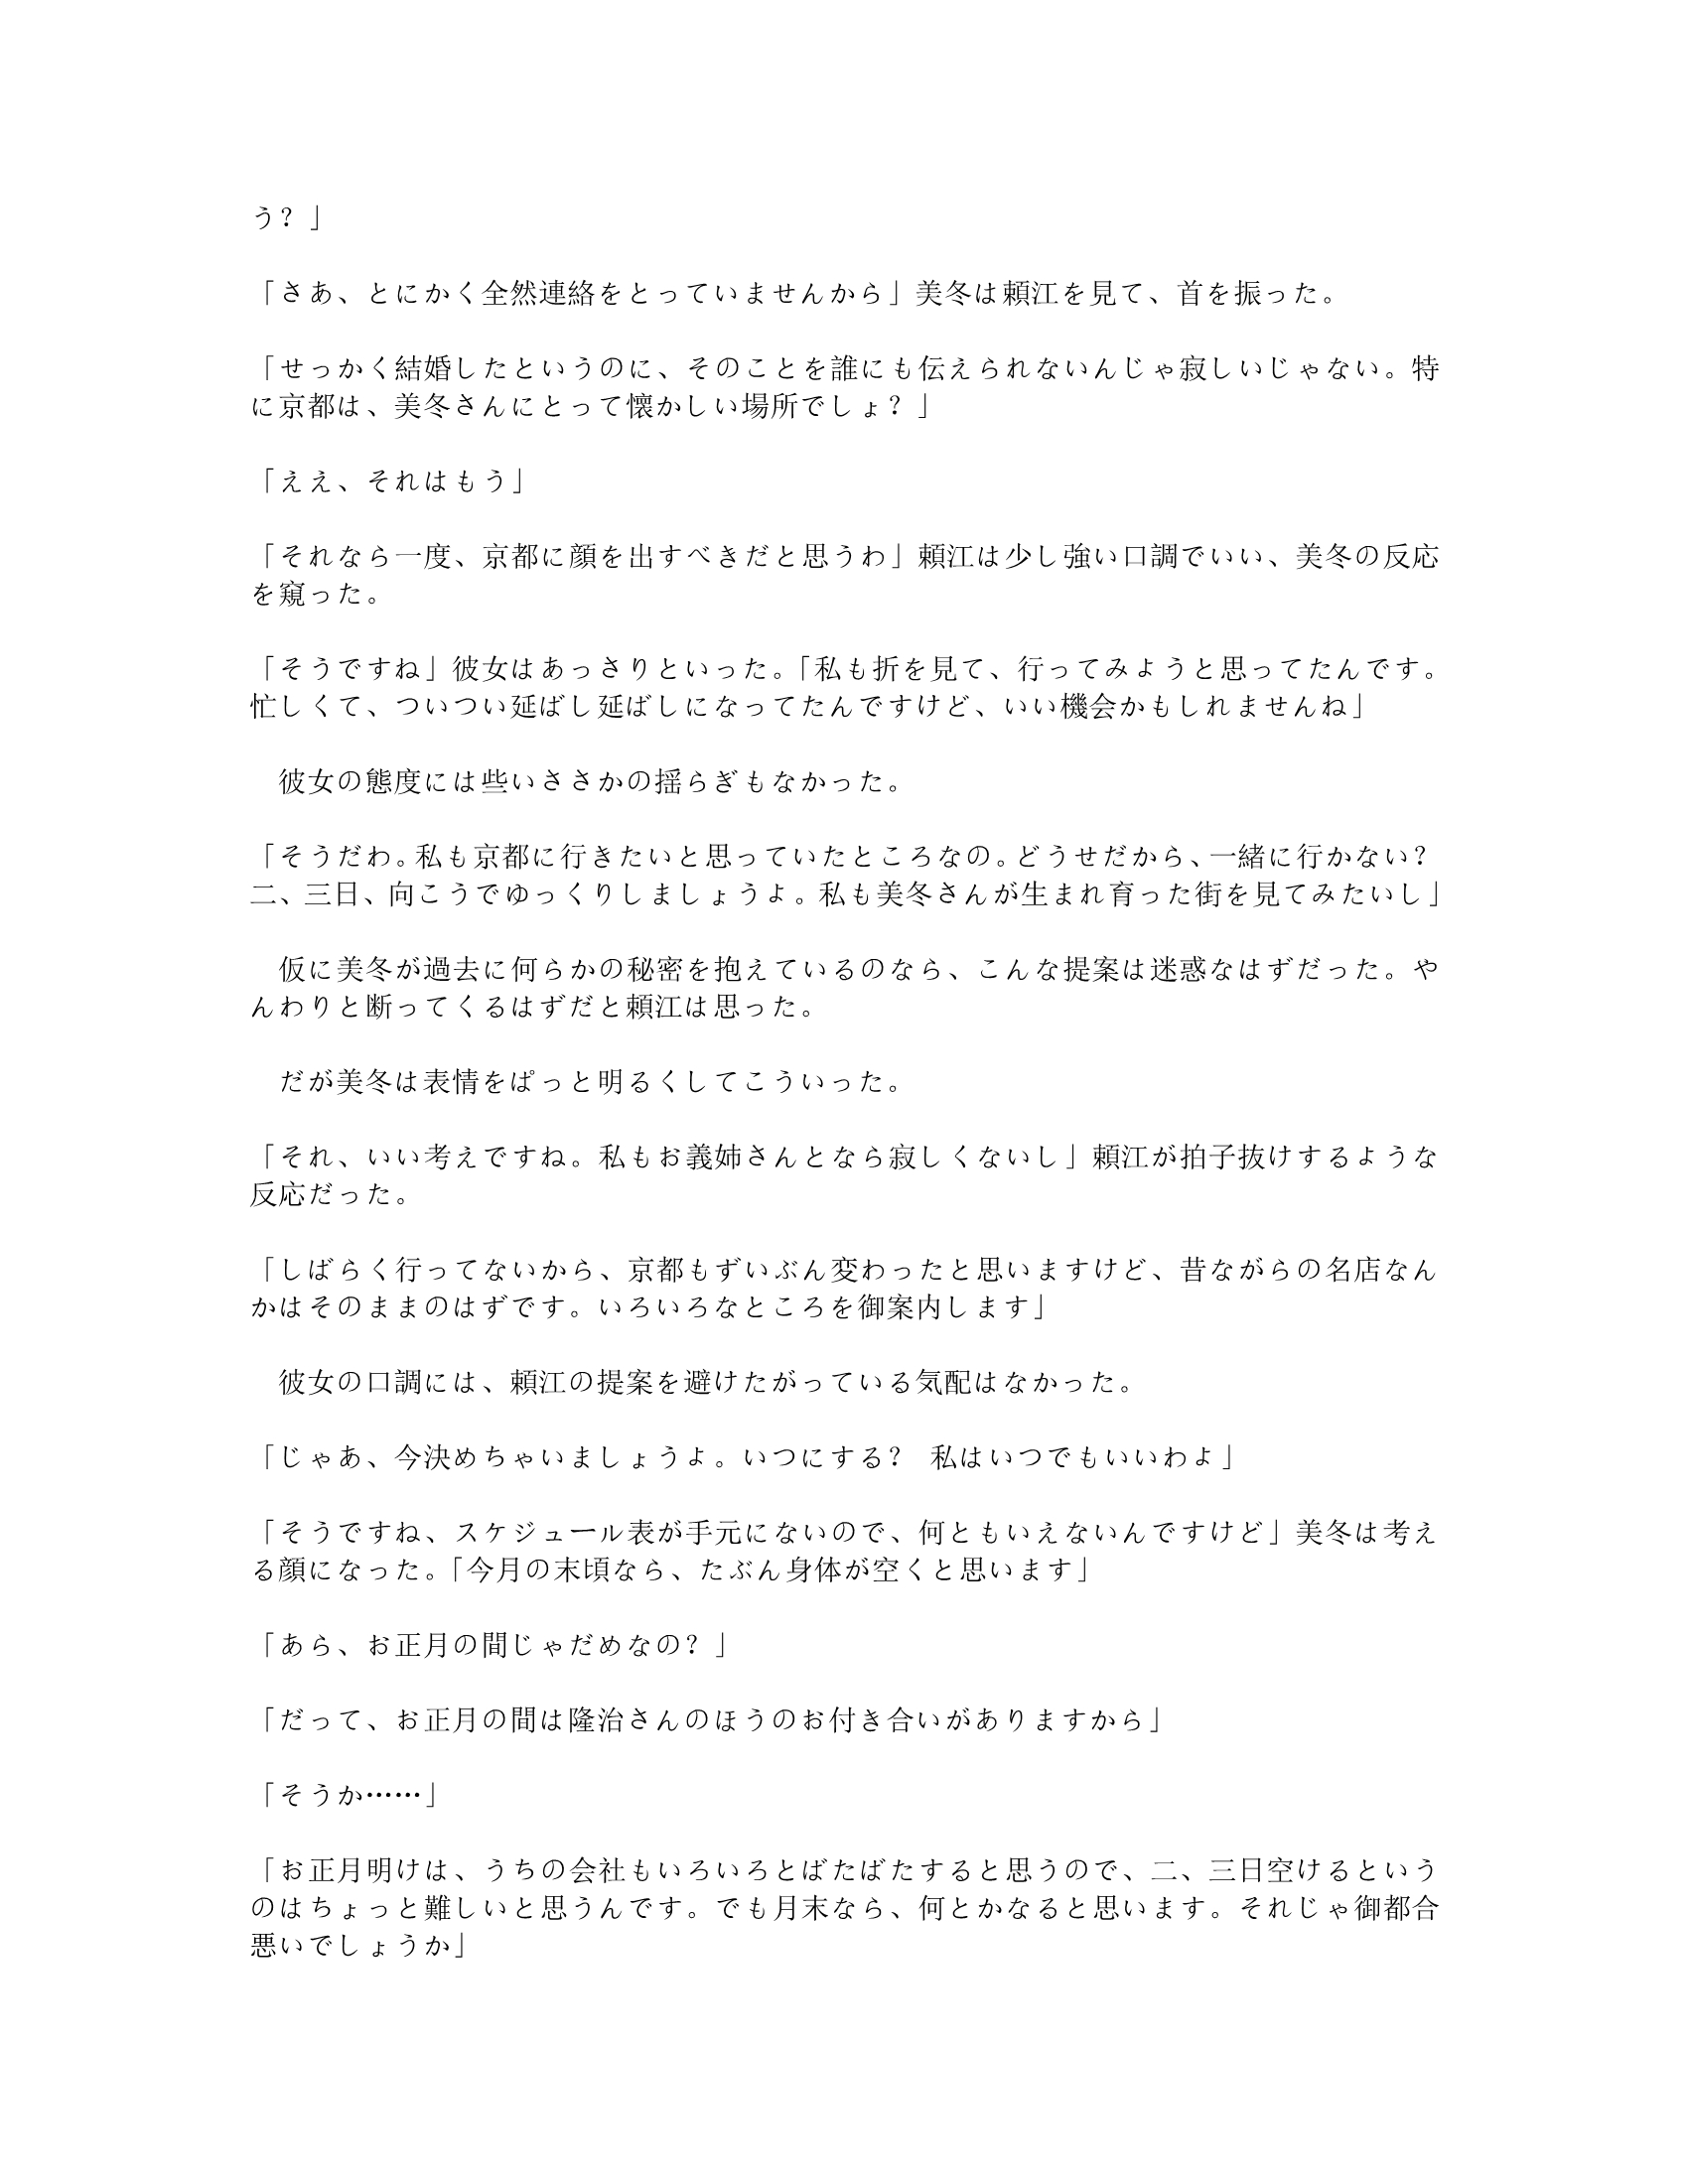 う？」
「さあ、とにかく全然連絡をとっていませんから」美冬は頼江を見て、首を振った。
「せっかく結婚したというのに、そのことを誰にも伝えられないんじゃ寂しいじゃない。特
に京都は、美冬さんにとって懐かしい場所でしょ？」
「ええ、それはもう」
「それなら一度、京都に顔を出すべきだと思うわ」頼江は少し強い口調でいい、美冬の反応
を窺った。
「そうですね」彼女はあっさりといった。「私も折を見て、行ってみようと思ってたんです。
忙しくて、ついつい延ばし延ばしになってたんですけど、いい機会かもしれませんね」
　彼女の態度には些いささかの揺らぎもなかった。
「そうだわ。私も京都に行きたいと思っていたところなの。どうせだから、一緒に行かない？
二、三日、向こうでゆっくりしましょうよ。私も美冬さんが生まれ育った街を見てみたいし」
　仮に美冬が過去に何らかの秘密を抱えているのなら、こんな提案は迷惑なはずだった。や
んわりと断ってくるはずだと頼江は思った。
　だが美冬は表情をぱっと明るくしてこういった。
「それ、いい考えですね。私もお義姉さんとなら寂しくないし」頼江が拍子抜けするような
反応だった。
「しばらく行ってないから、京都もずいぶん変わったと思いますけど、昔ながらの名店なん
かはそのままのはずです。いろいろなところを御案内します」
　彼女の口調には、頼江の提案を避けたがっている気配はなかった。
「じゃあ、今決めちゃいましょうよ。いつにする？　私はいつでもいいわよ」
「そうですね、スケジュール表が手元にないので、何ともいえないんですけど」美冬は考え
る顔になった。「今月の末頃なら、たぶん身体が空くと思います」
「あら、お正月の間じゃだめなの？」
「だって、お正月の間は隆治さんのほうのお付き合いがありますから」
「そうか……」
「お正月明けは、うちの会社もいろいろとばたばたすると思うので、二、三日空けるという
のはちょっと難しいと思うんです。でも月末なら、何とかなると思います。それじゃ御都合
悪いでしょうか」